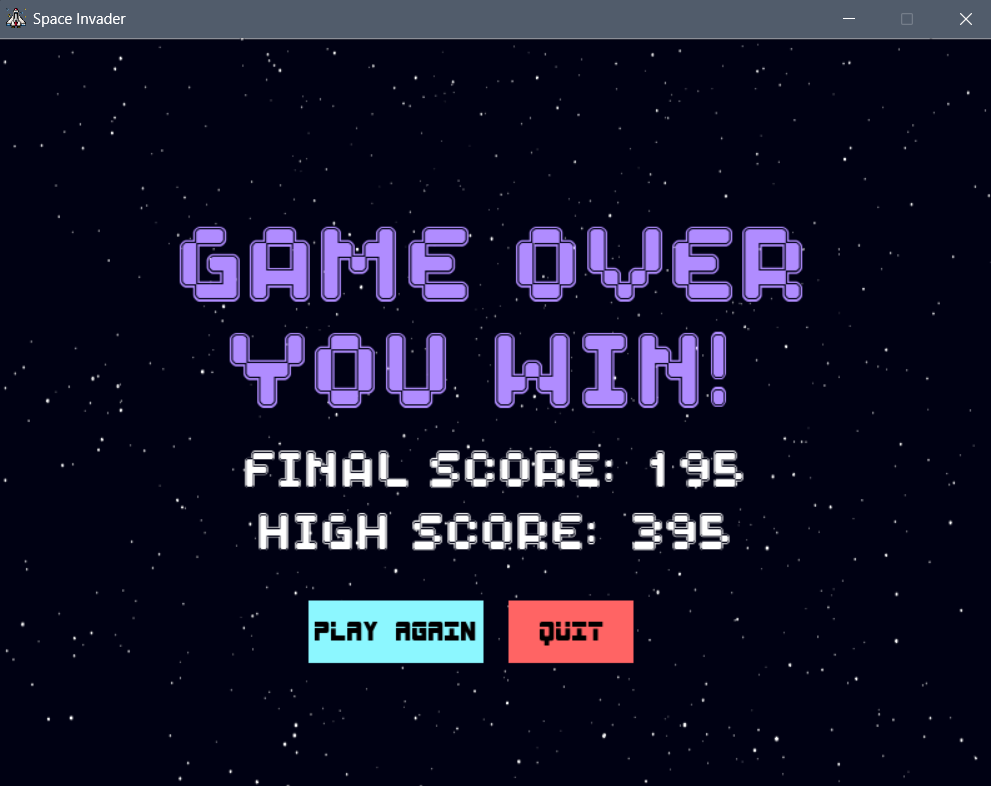 Space Invader
GAME OVER
YOU WIN!
FINAL SCORE: 195
HIGH SCORE: 395
PLAY AGAIN QUIT